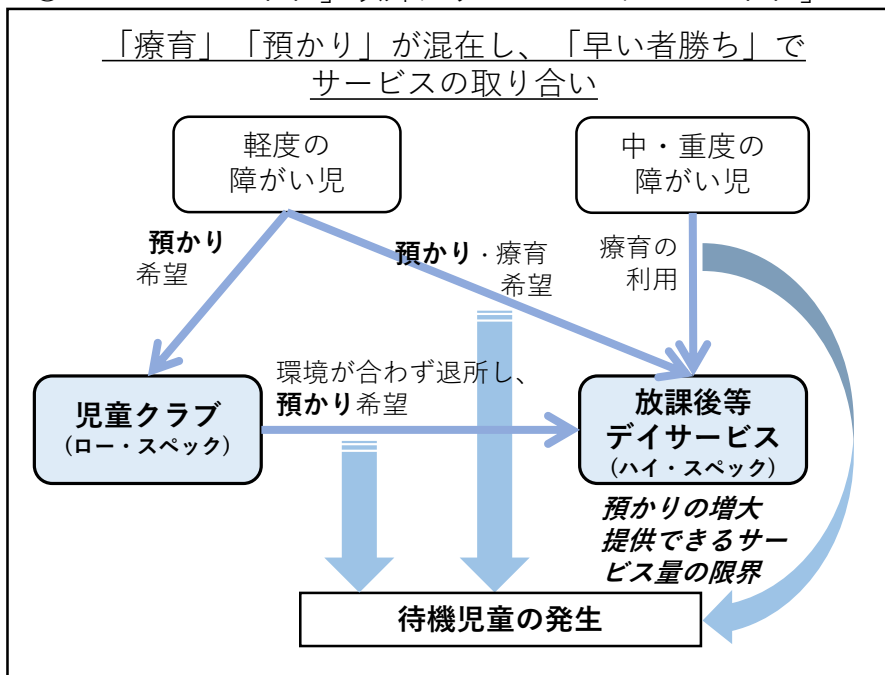 「療育」「預かり」が混在し、「早い者勝ち」で
サービスの取り合い
軽度の
障がい児
中・重度の
障がい児
預かり
希望
預かり・療育
希望
療育の
利用
環境が合わず退所し、
預かり希望
児童クラブ
(ロー・スペック)
放課後等
デイサービス
(ハイ・スペック)
預かりの増大
提供できるサー
ビス量の限界
待機児童の発生